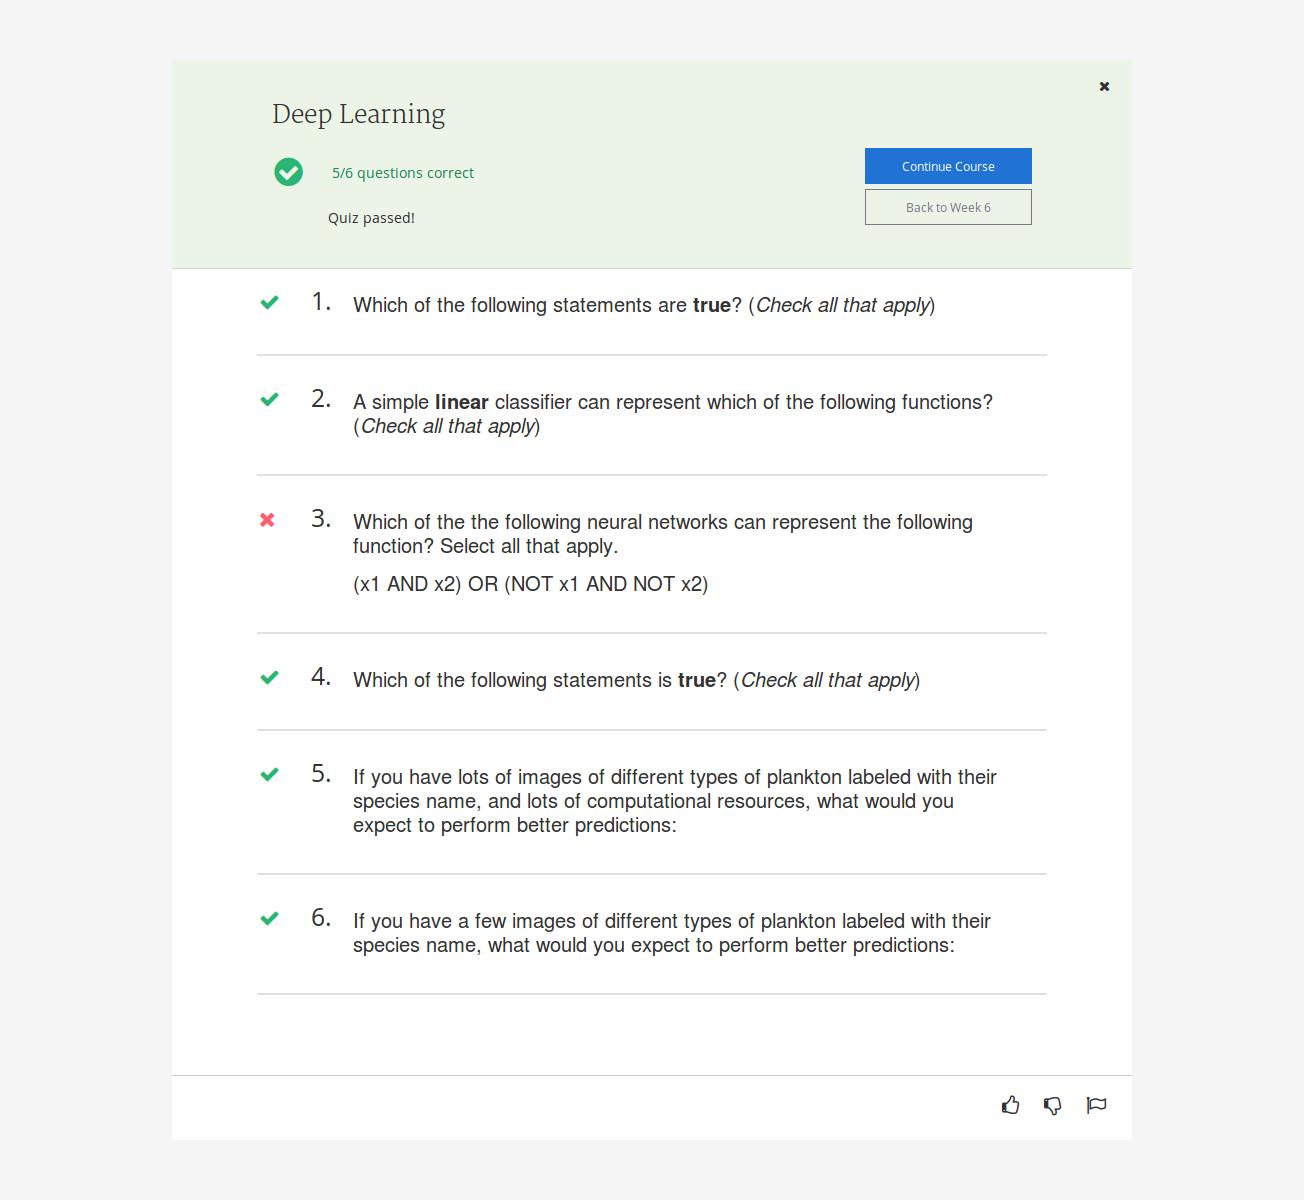 Deep Learning
5/6 questions correct
Continue Course
Quiz passed!
Back to Week 6
1. Which of the following statements are true? (Check all that apply)
2. A simple linear classifier can represent which of the following functions?
(Check all that apply)
3. Which of the the following neural networks can represent the following
function? Select all that apply.
(x1 AND x2) OR (NOT x1 AND NOT x2)
4. Which of the following statements is true? (Check all that apply)
5. If you have lots of images of different types of plankton labeled with their
species name, and lots of computational resources, what would you
expect to perform better predictions:
6. If you have a few images of different types of plankton labeled with their
species name, what would you expect to perform better predictions: